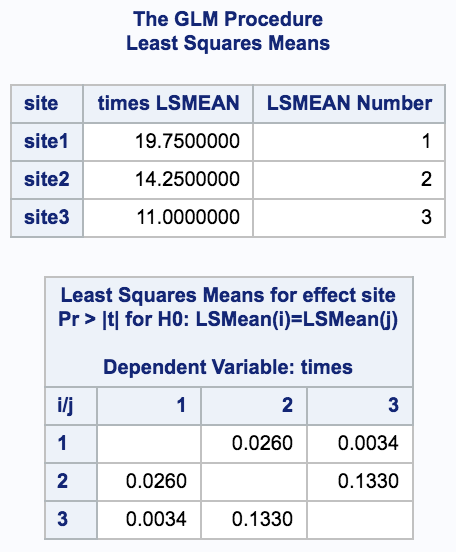 The GLM Procedure
Least Squares Means
site times LSMEAN LSMEAN Number
site1 19.7500000 1
site2 14.2500000 2
site3 11.0000000 3
Least Squares Means for effect site
Pr > |t| for H0: LSMean(i)=LSMean(j)
Dependent Variable: times
i/j 1 2 3
1 0.0260 0.0034
2 0.0260 0.1330
3 0.0034 0.1330